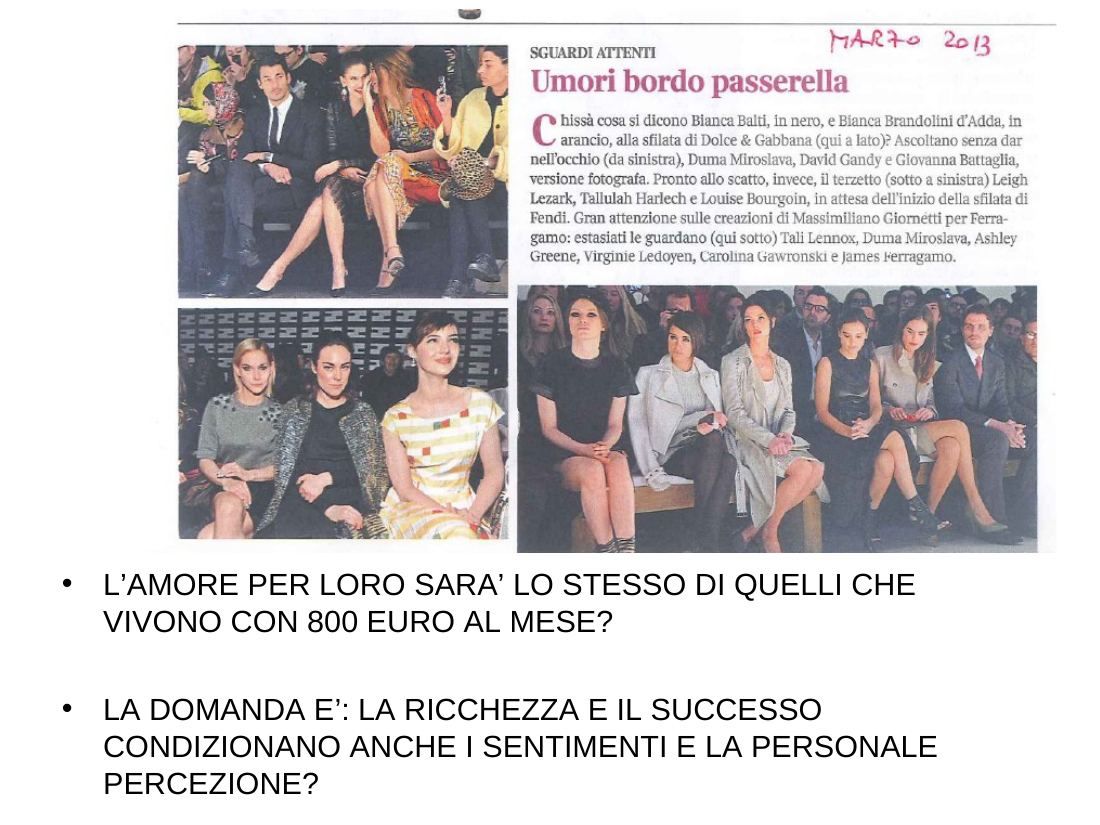 MARZO 2013
SGUARDI ATTENTI
Umori bordo passerella
Chissà cosa si dicono Bianca Balti, in nero, e Bianca Brandolini d'Adda, in
arancio, alla sfilata di Dolce & Gabbana (qui a lato)? Ascoltano senza dar
nell'occhio (da sinistra), Duma Miroslava, David Gandy e Giovanna Battaglia,
versione fotografa. Pronto allo scatto, invece, il terzetto (sotto a sinistra) Leigh
Lezark, Tallulah Harlech e Louise Bourgoin, in attesa dell'inizio della sfilata di
Fendi. Gran attenzione sulle creazioni di Massimiliano Giornetti per Ferra-
gamo: estasiati le guardano (qui sotto) Tali Lennox, Duma Miroslava, Ashley
Greene, Virginie Ledoyen, Carolina Gawronski e James Ferragamo.
• L’AMORE PER LORO SARA’ LO STESSO DI QUELLI CHE
VIVONO CON 800 EURO AL MESE?
• LA DOMANDA E’: LA RICCHEZZA E IL SUCCESSO
CONDIZIONANO ANCHE I SENTIMENTI E LA PERSONALE
PERCEZIONE?